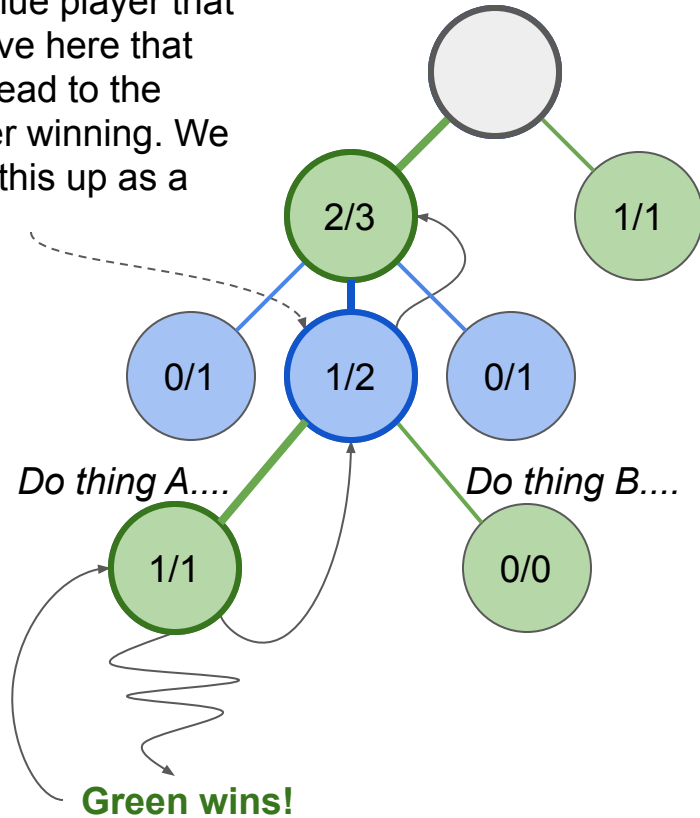 ue player that
ve here that
ead to the
er winning. We
this up as a
2/3
1/1
0/1
1/2
0/1
Do thing A....
Do thing B....
1/1
0/0
Green wins!